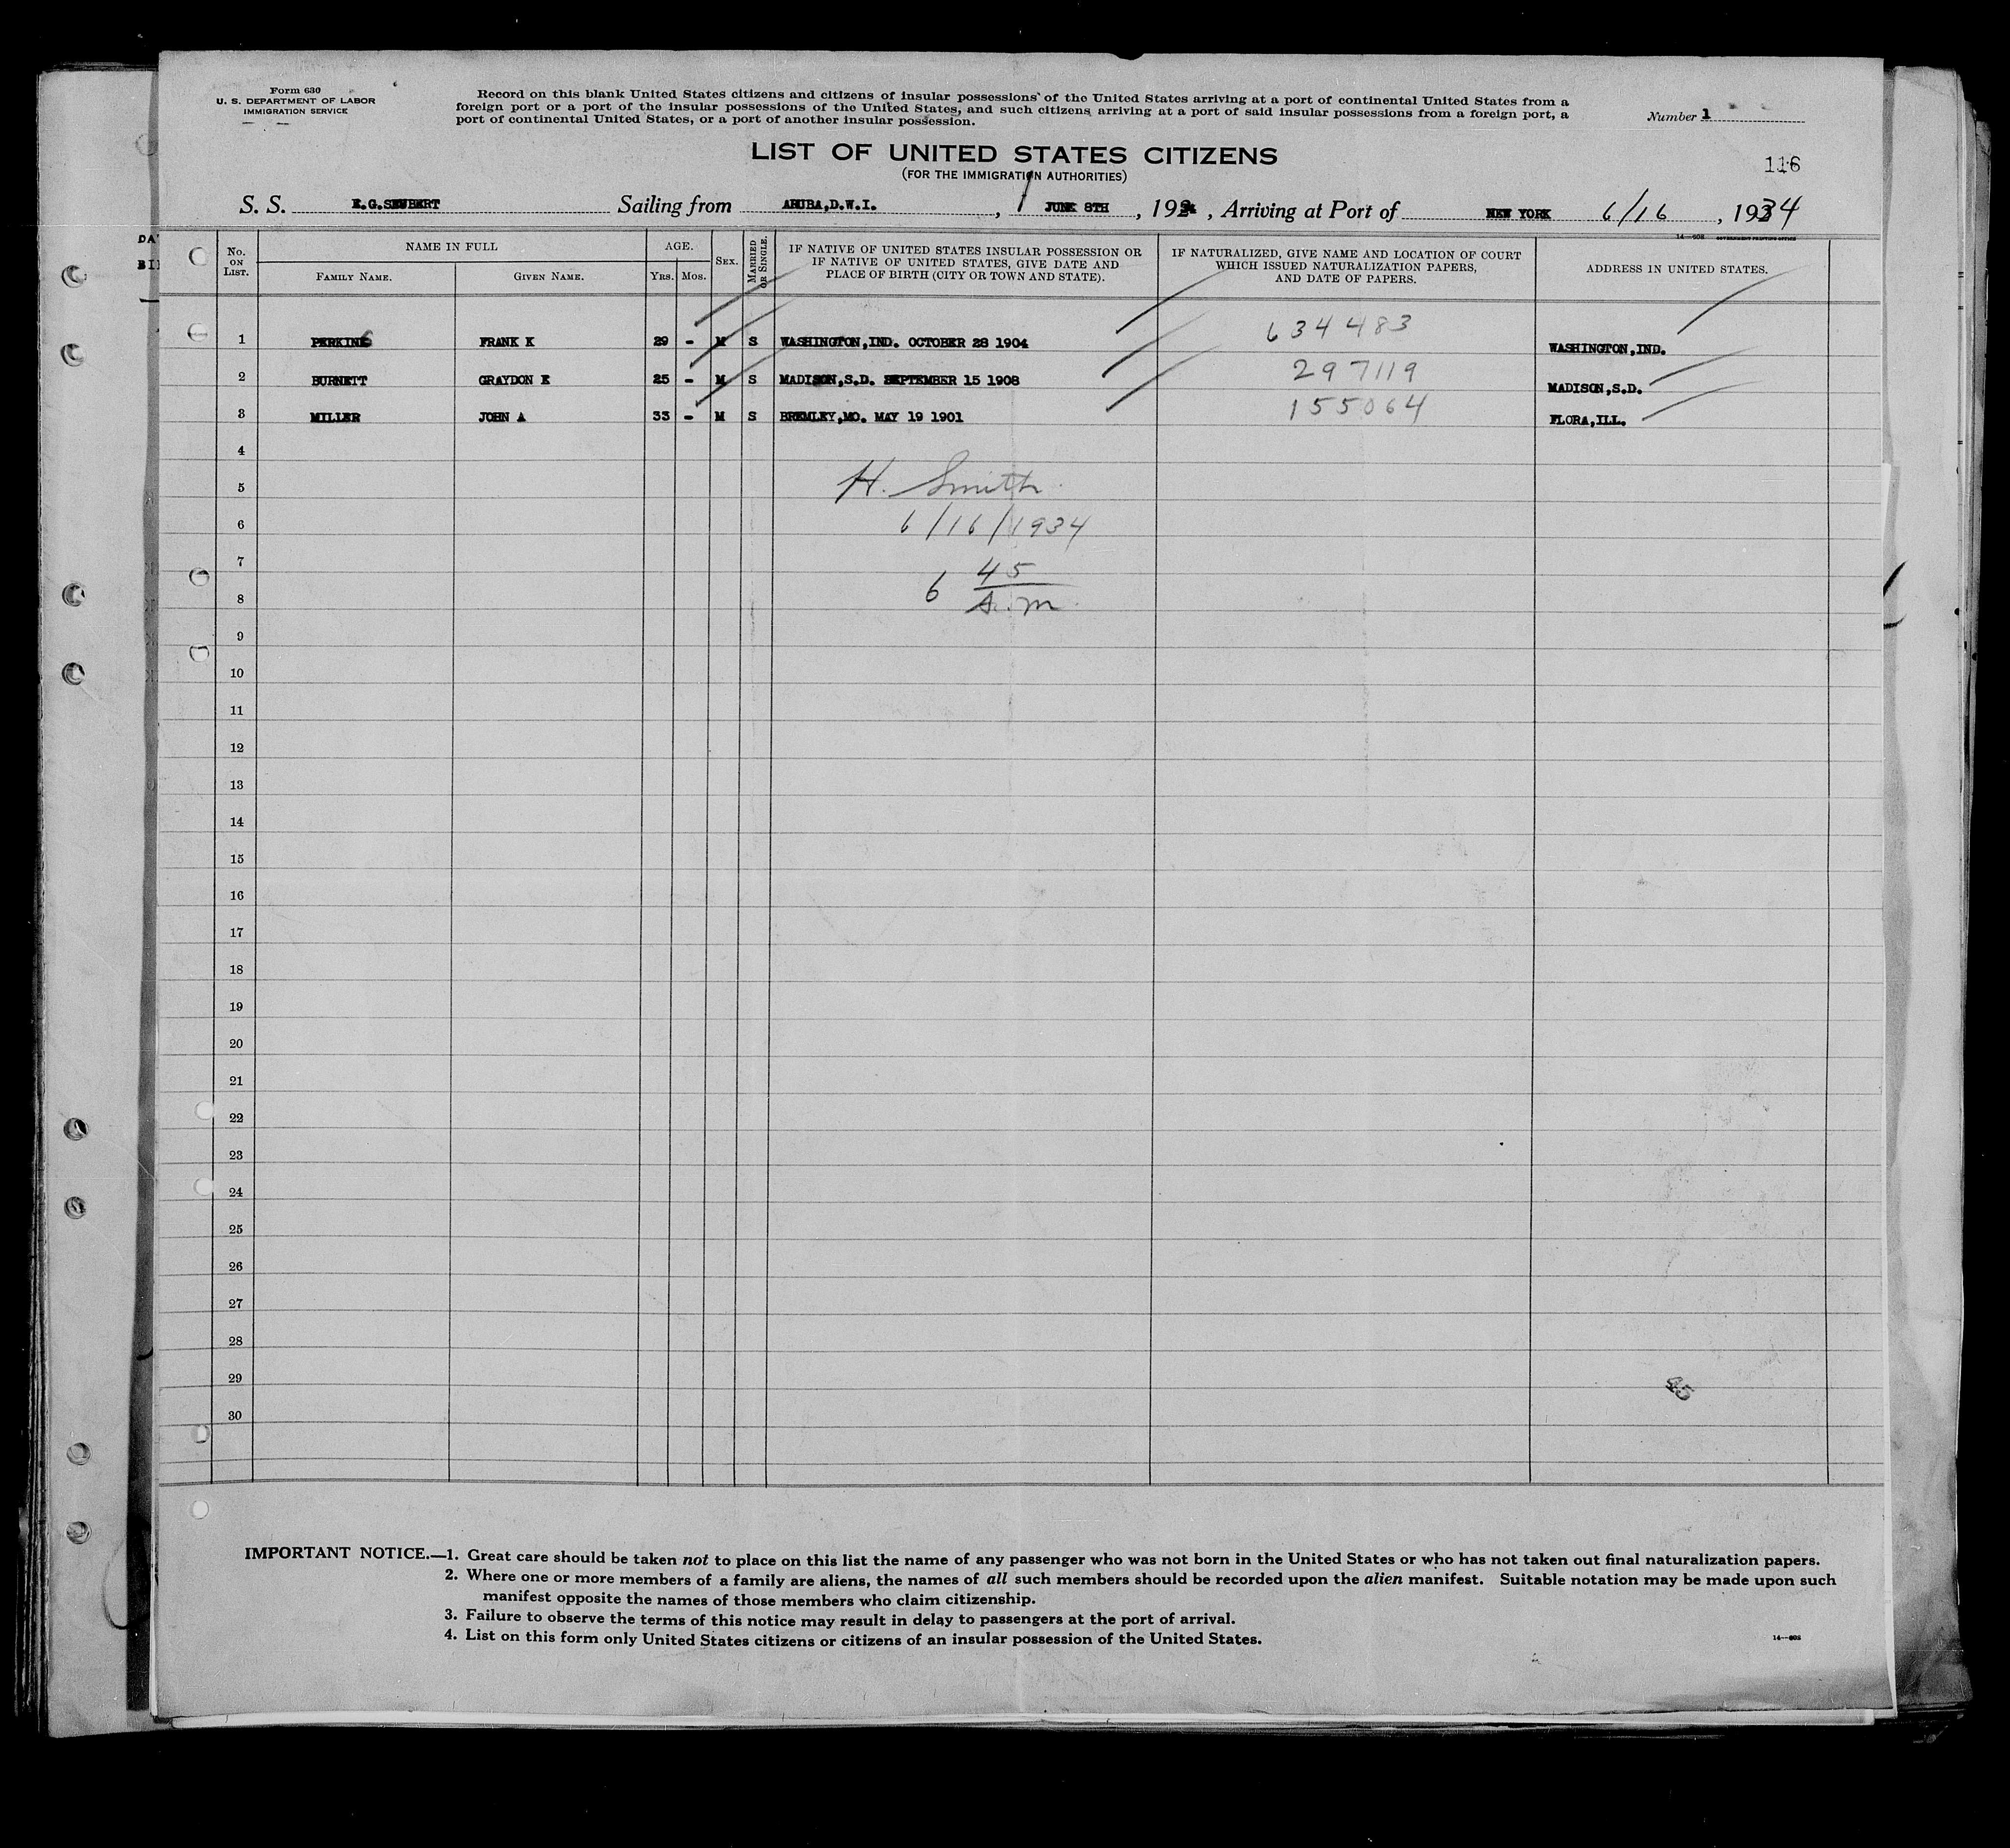 Form 630
U. S. DEPARTMENT OF LABOR
IMMIGRATION SERVICE
Record on this blank United States citizens and citizens of insular possessions of the United States arriving at a port of continental United States from a
foreign port or a port of the insular possessions of the United States, and such citizens arriving at a port of said insular possessions from a foreign port, a
port of continental United States, or a port of another insular possession.
Number 1
LIST OF UNITED STATES CITIZENS
(FOR THE IMMIGRATION AUTHORITIES)
116
S. S. E.G.SEUBERT Sailing from ARUBA,D.W.I. , JUNE 8TH , 1934 , Arriving at Port of NEW YORK 6/16 , 1934
14—602 GOVERNMENT PRINTING OFFICE
DA
BI
No. ON LIST.
NAME IN FULL
FAMILY NAME.
GIVEN NAME.
AGE.
YRS.
MOS.
SEX.
MARRIED OR SINGLE.
IF NATIVE OF UNITED STATES INSULAR POSSESSION OR
IF NATIVE OF UNITED STATES, GIVE DATE AND
PLACE OF BIRTH (CITY OR TOWN AND STATE).
IF NATURALIZED, GIVE NAME AND LOCATION OF COURT
WHICH ISSUED NATURALIZATION PAPERS,
AND DATE OF PAPERS.
ADDRESS IN UNITED STATES.
1 PERKINS FRANK K 29 - M S WASHINGTON,IND. OCTOBER 28 1904 634483 WASHINGTON,IND.
2 BURNETT GRAYDON E 25 - M S MADISON,S.D. SEPTEMBER 15 1908 297119 MADISON,S.D.
3 MILLER JOHN A 33 - M S BREMLEY,MO. MAY 19 1901 155064 FLORA,ILL.
4
5 H. Smith
6 6/16/1934
7 6 45
8 A.M.
9
10
11
12
13
14
15
16
17
18
19
20
21
22
23
24
25
26
27
28
29 45
30
IMPORTANT NOTICE.—1. Great care should be taken not to place on this list the name of any passenger who was not born in the United States or who has not taken out final naturalization papers.
2. Where one or more members of a family are aliens, the names of all such members should be recorded upon the alien manifest. Suitable notation may be made upon such
manifest opposite the names of those members who claim citizenship.
3. Failure to observe the terms of this notice may result in delay to passengers at the port of arrival.
4. List on this form only United States citizens or citizens of an insular possession of the United States.
14—602